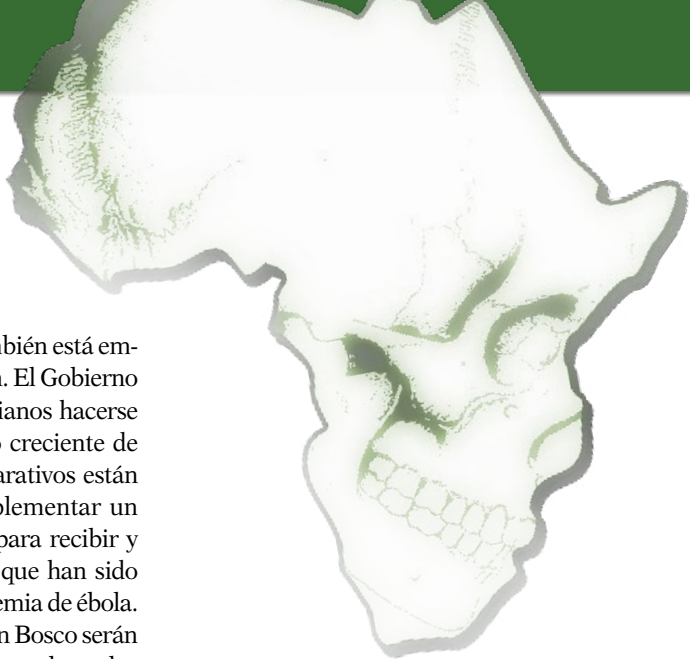 bién está em-
. El Gobierno
ianos hacerse
creciente de
arativos están
plementar un
para recibir y
que han sido
emia de ébola.
n Bosco serán